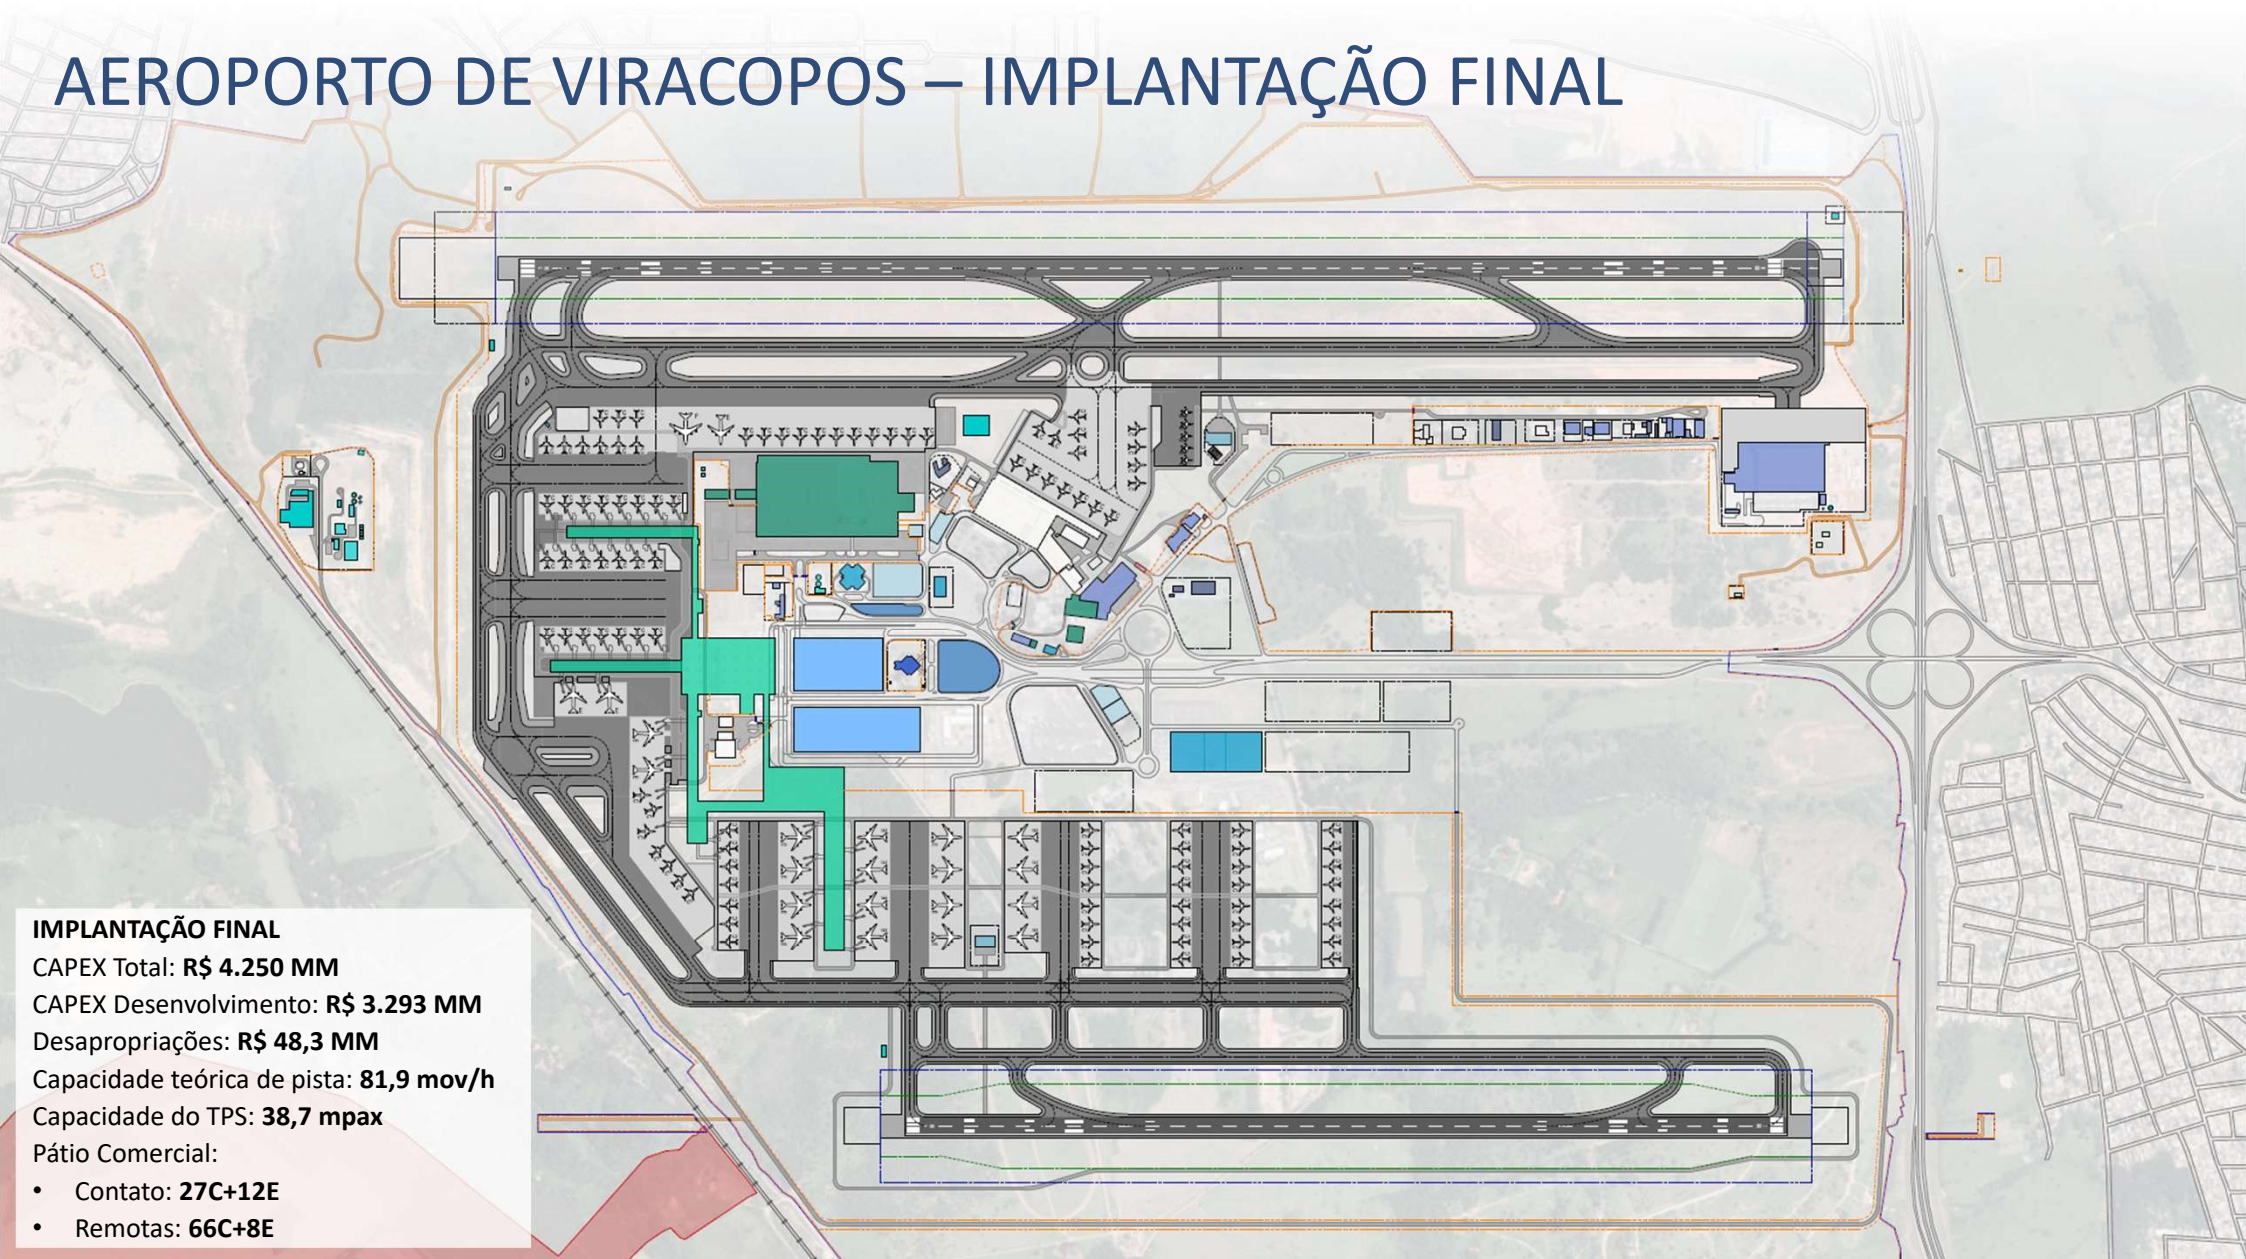 AEROPORTO DE VIRACOPOS – IMPLANTAÇÃO FINAL
IMPLANTAÇÃO FINAL
CAPEX Total: R$ 4.250 MM
CAPEX Desenvolvimento: R$ 3.293 MM
Desapropriações: R$ 48,3 MM
Capacidade teórica de pista: 81,9 mov/h
Capacidade do TPS: 38,7 mpax
Pátio Comercial:
• Contato: 27C+12E
• Remotas: 66C+8E